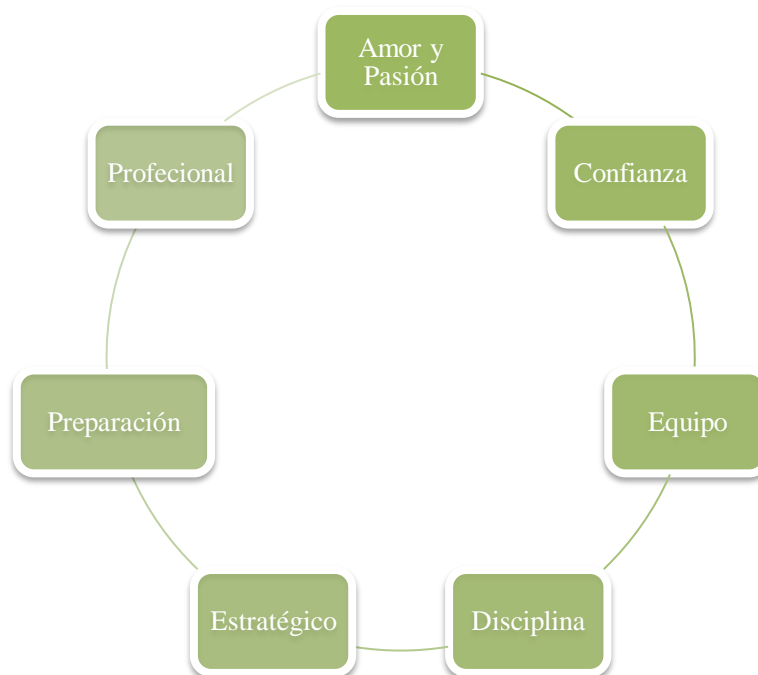 Amor y
Pasión
Confianza
Equipo
Disciplina
Estratégico
Preparación
Profecional